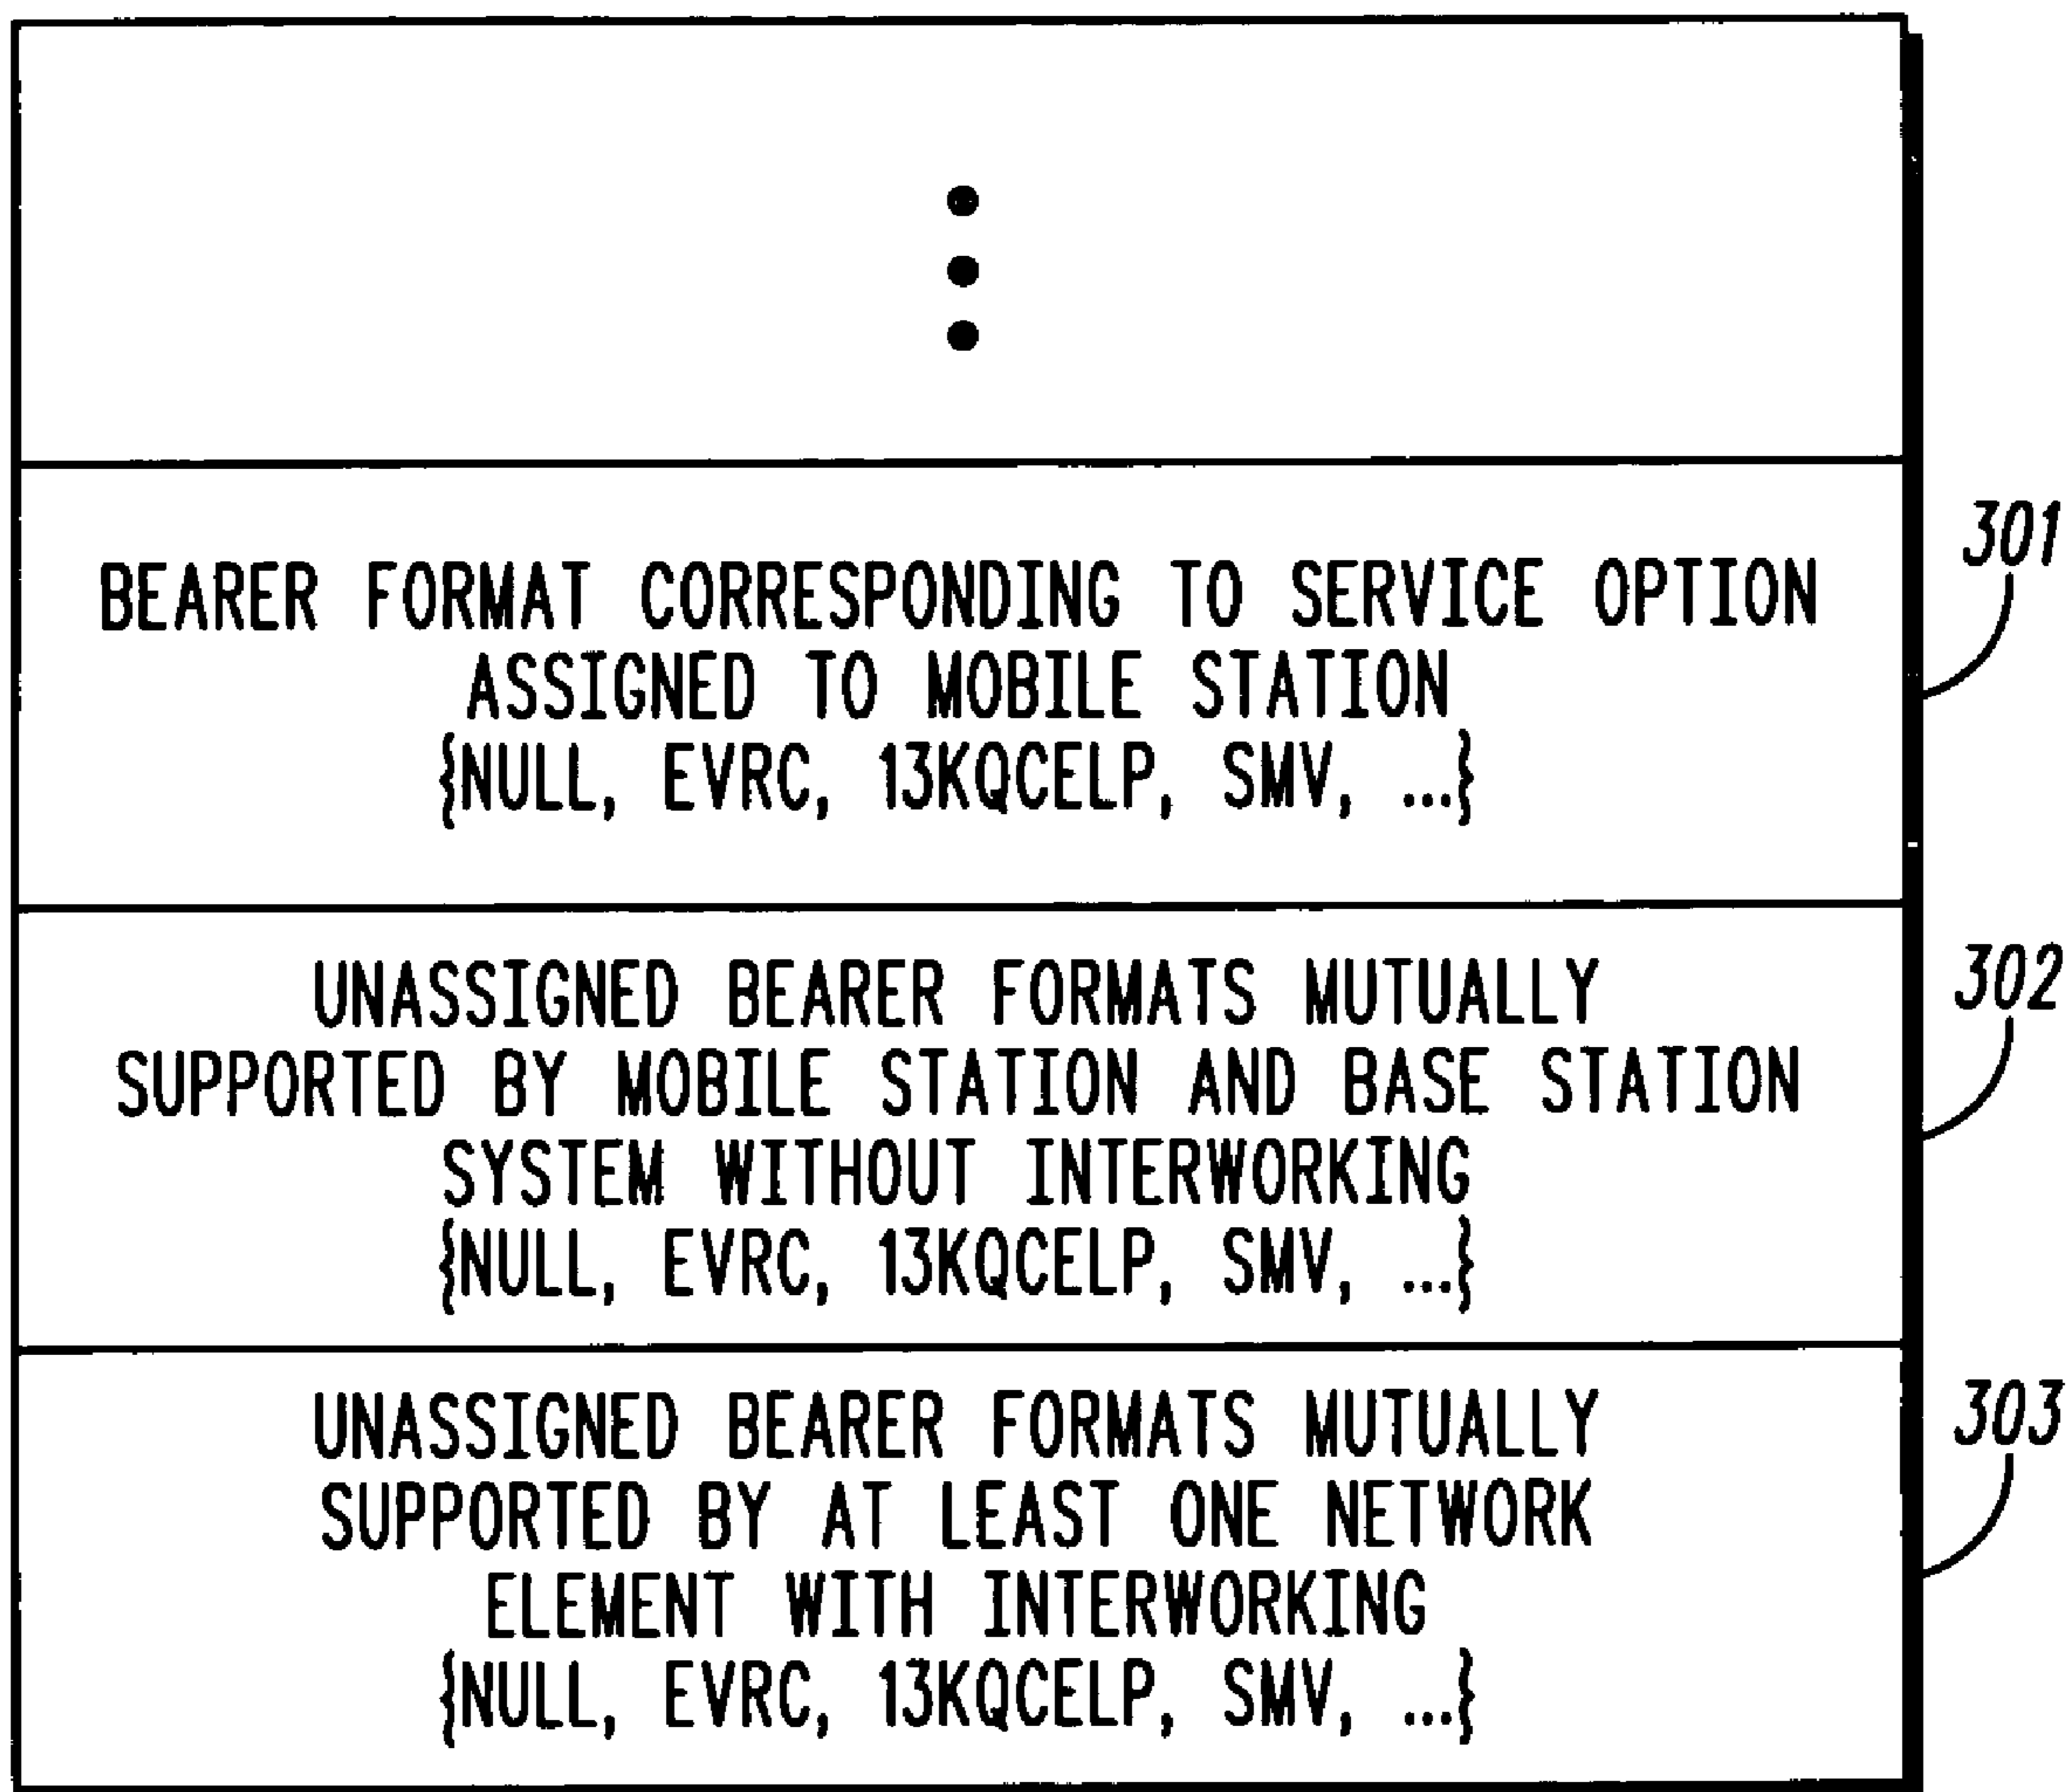 BEARER FORMAT CORRESPONDING TO SERVICE OPTION
ASSIGNED TO MOBILE STATION
{NULL, EVRC, 13KQCELP, SMV, ...}
301
UNASSIGNED BEARER FORMATS MUTUALLY
SUPPORTED BY MOBILE STATION AND BASE STATION
SYSTEM WITHOUT INTERWORKING
{NULL, EVRC, 13KQCELP, SMV, ...}
302
UNASSIGNED BEARER FORMATS MUTUALLY
SUPPORTED BY AT LEAST ONE NETWORK
ELEMENT WITH INTERWORKING
{NULL, EVRC, 13KQCELP, SMV, ...}
303